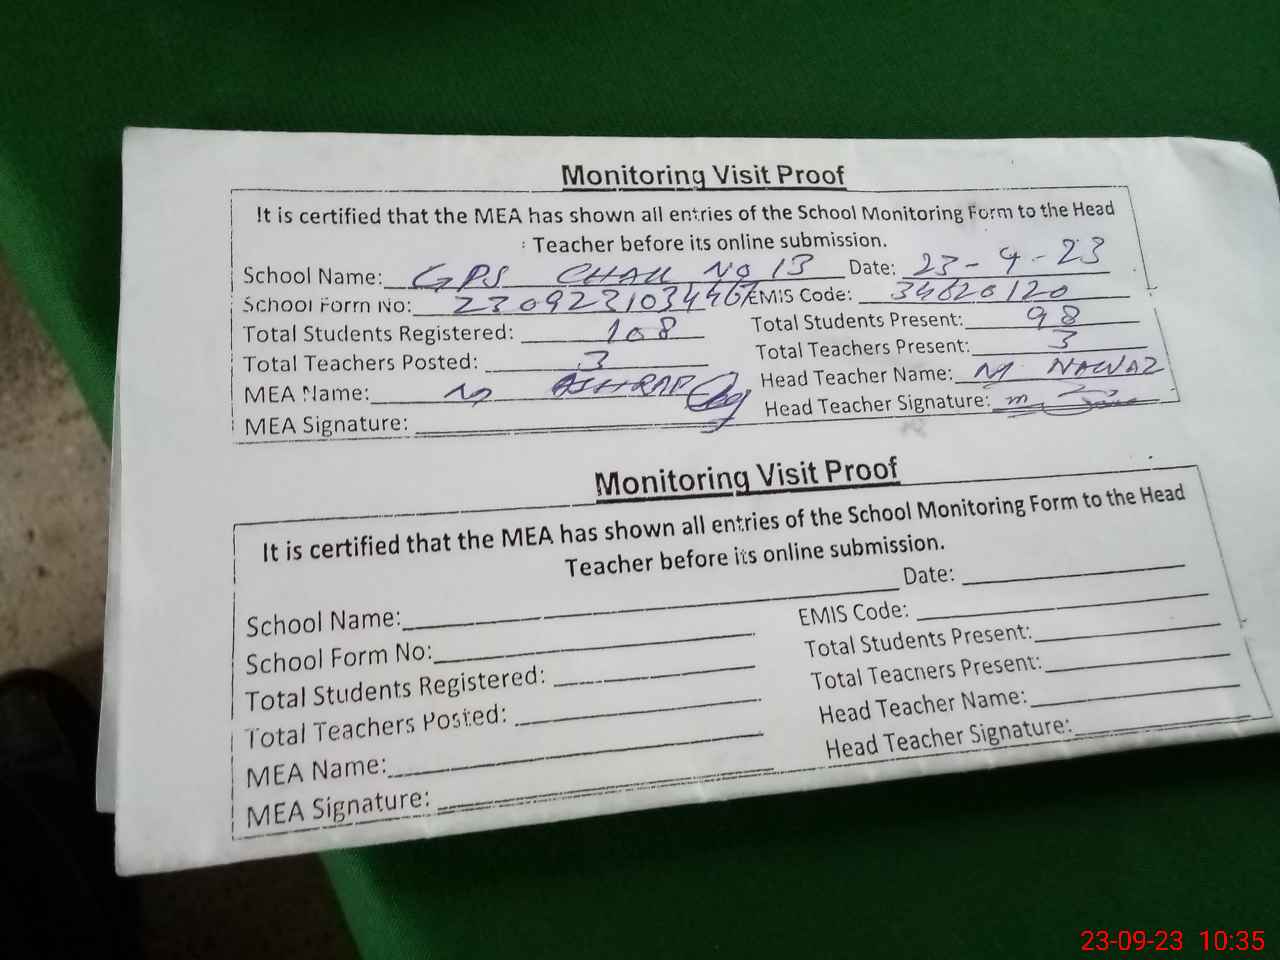 Monitoring Visit Proof
It is certified that the MEA has shown all entries of the School Monitoring Form to the Head
Teacher before its online submission.
School Name: GPS CHAK No 13 Date: 23-9-23
School Form No: EMIS Code: 34620120
Total Students Registered: 108 Total Students Present: 98
Total Teachers Posted: 3 Total Teachers Present: 3
MEA Name: M ASHRAF Head Teacher Name: M NAWAZ
MEA Signature: Head Teacher Signature:
Monitoring Visit Proof
It is certified that the MEA has shown all entries of the School Monitoring Form to the Head
Teacher before its online submission.
School Name: Date:
School Form No: EMIS Code:
Total Students Registered: Total Students Present:
Total Teachers Posted: Total Teachers Present:
MEA Name: Head Teacher Name:
MEA Signature: Head Teacher Signature:
23-09-23 10:35